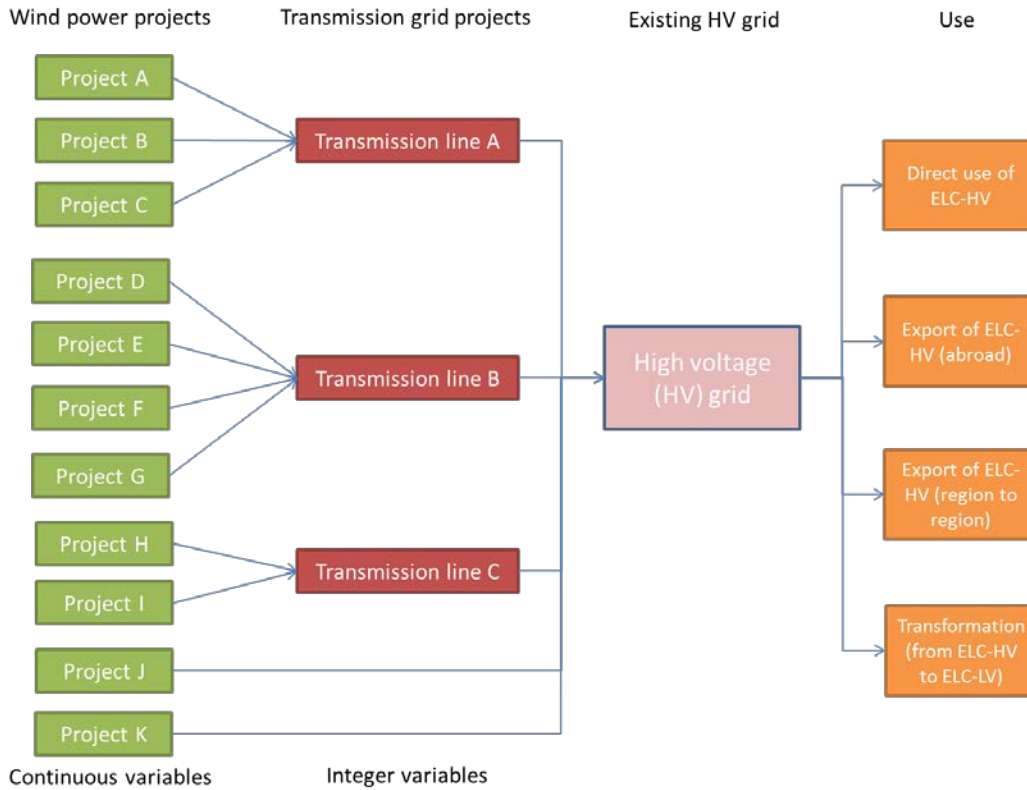 Wind power projects
Transmission grid projects
Existing HV grid
Use
Project A
Project B
Project C
Project D
Project E
Project F
Project G
Project H
Project I
Project J
Project K
Continuous variables
Transmission line A
Transmission line B
Transmission line C
Integer variables
High voltage
(HV) grid
Direct use of
ELC-HV
Export of ELC-
HV (abroad)
Export of ELC-
HV (region to
region)
Transformation
(from ELC-HV
to ELC-LV)